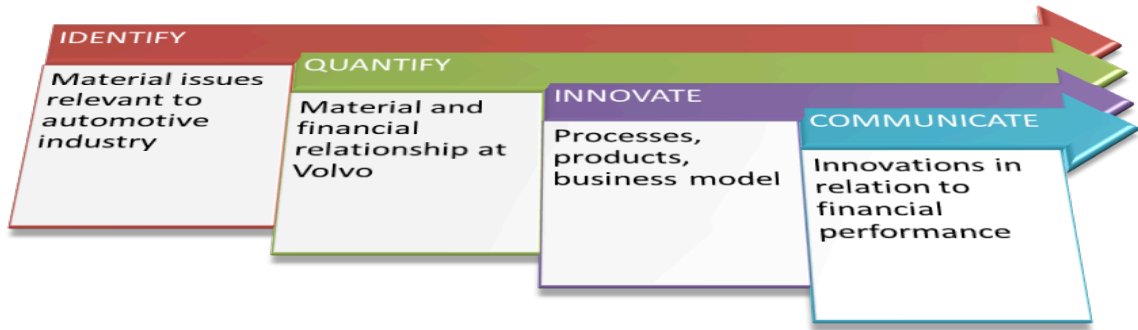 IDENTIFY
Material issues
relevant to
automotive
industry
QUANTIFY
Material and
financial
relationship at
Volvo
INNOVATE
Processes,
products,
business model
COMMUNICATE
Innovations in
relation to
financial
performance